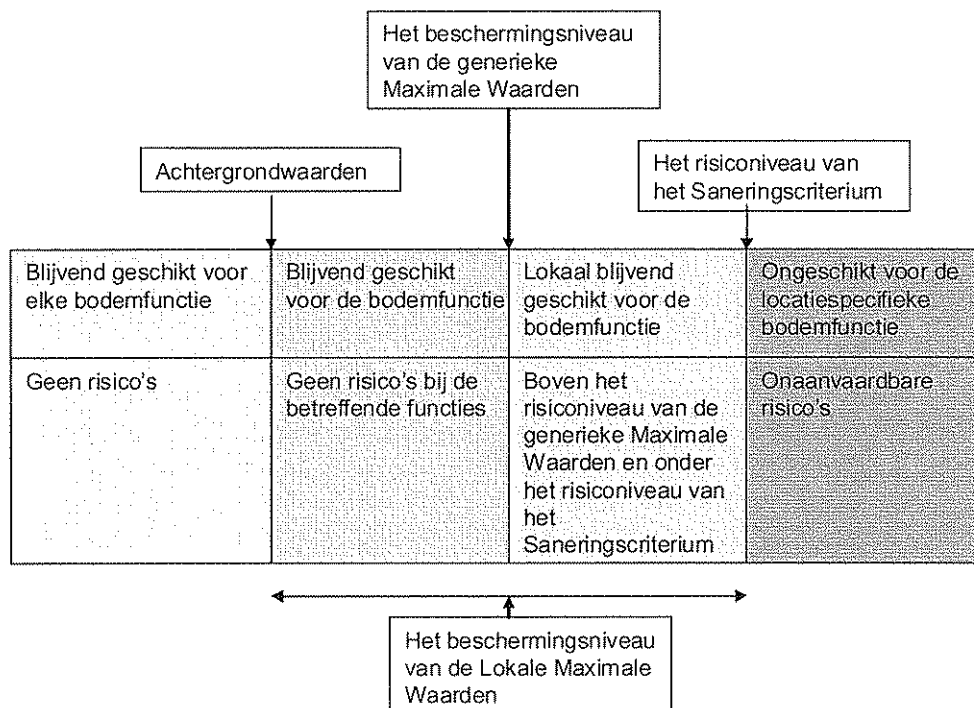 Het beschermingsniveau
van de generieke
Maximale Waarden
Achtergrondwaarden
Het risiconiveau van
het Saneringscriterium
Blijvend geschikt voor
elke bodemfunctie
Blijvend geschikt
voor de bodemfunctie
Lokaal blijvend
geschikt voor de
bodemfunctie
Ongeschikt voor de
locatiespecifieke
bodemfunctie
Geen risico's
Geen risico's bij de
betreffende functies
Boven het
risiconiveau van de
generieke Maximale
Waarden en onder
het risiconiveau van
het
Saneringscriterium
Onaanvaardbare
risico's
Het beschermingsniveau
van de Lokale Maximale
Waarden